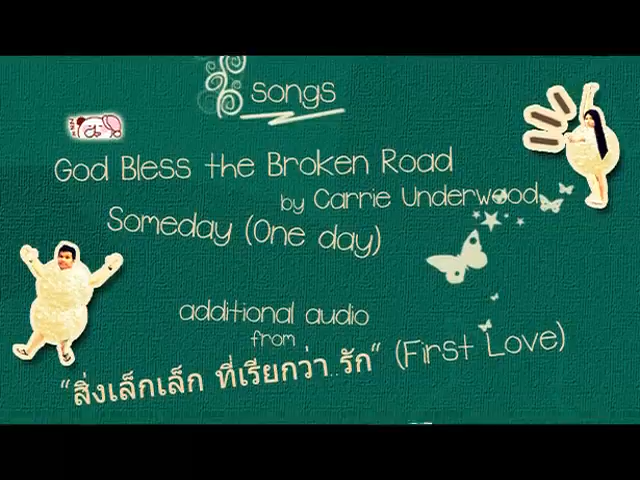 songs
God Bless the Broken Road
by Carrie Underwood
Someday (One day)
additional audio
from
"สิ่งเล็กเล็ก ที่เรียกว่า..รัก" (First Love)